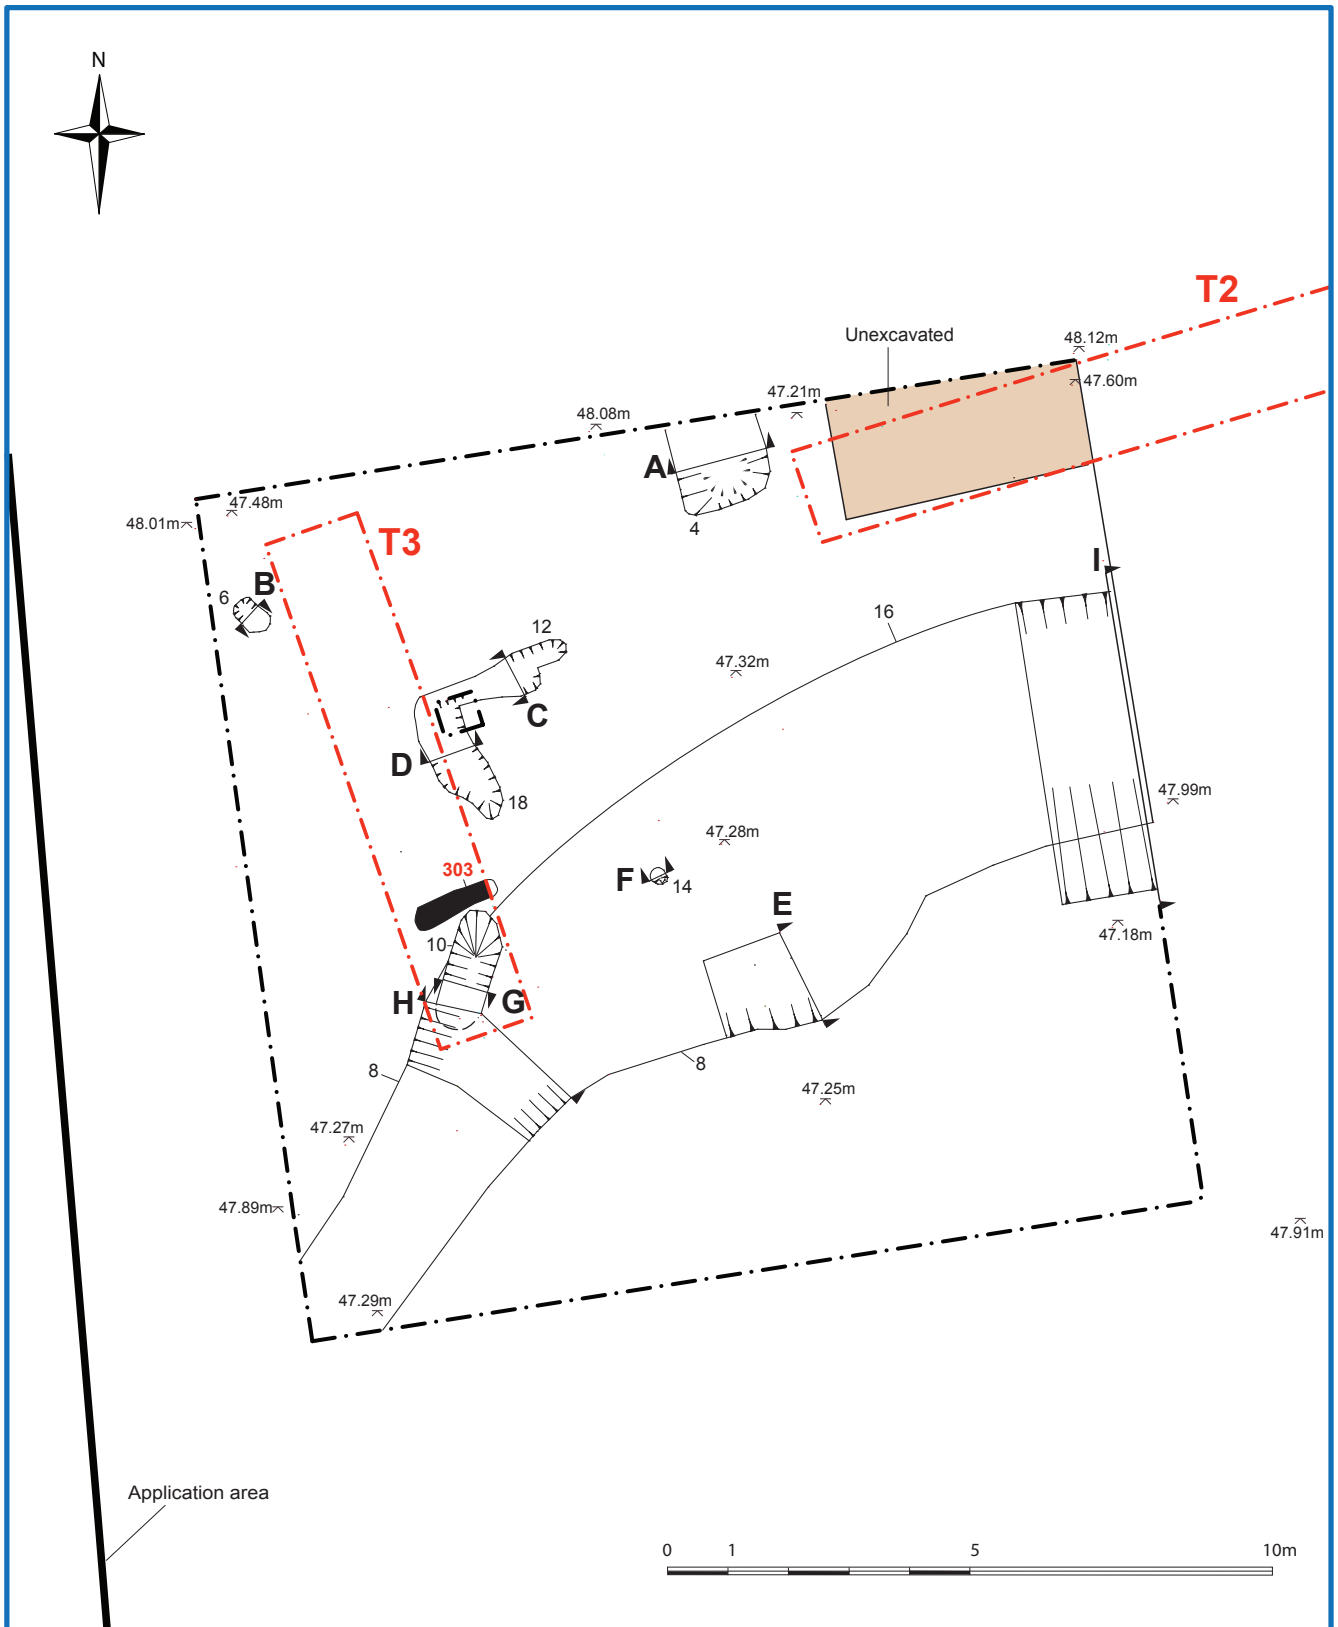 N
T2
Unexcavated
48.12m
47.60m
47.21m
48.08m
A
4
47.48m
48.01m
T3
I
B
6
16
12
47.32m
C
D
18
47.99m
47.28m
303
F
14
E
47.18m
10
H
G
8
8
47.25m
47.27m
47.89m
47.91m
47.29m
Application area
0 1 5 10m